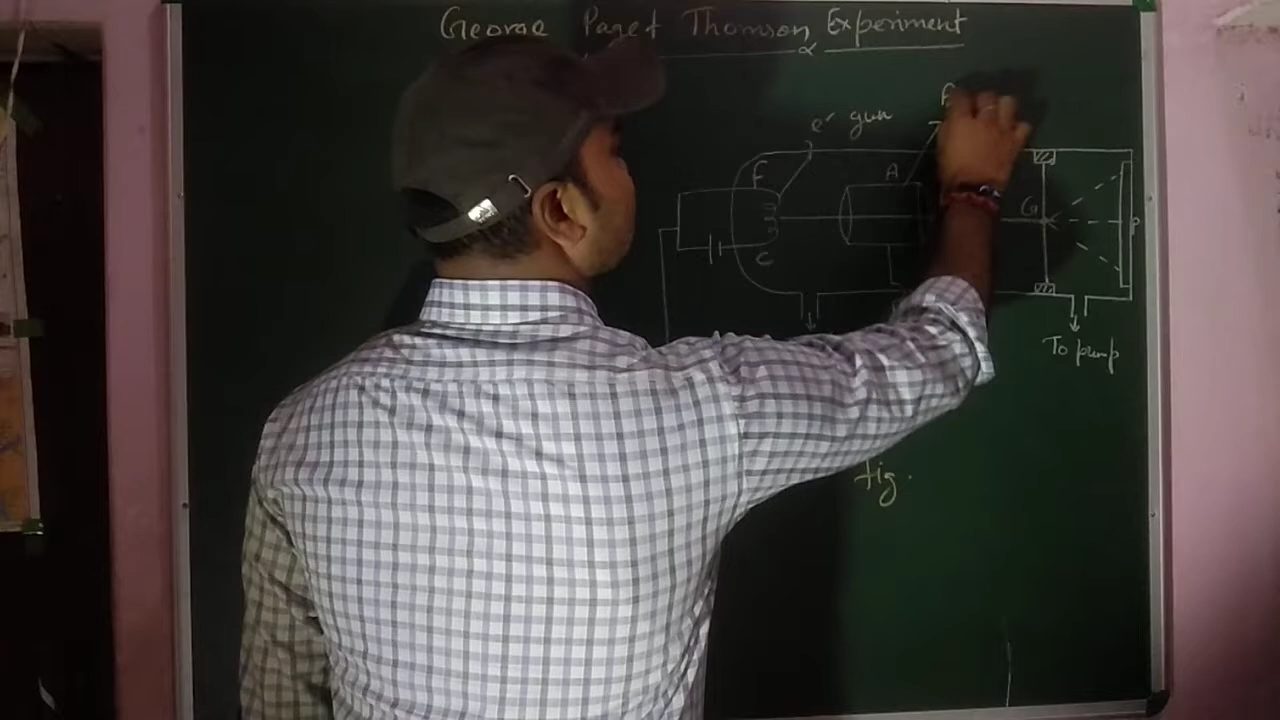 George Paget Thomson Experiment
e⁻ gun
F
A
G
P
C
To pump
fig.